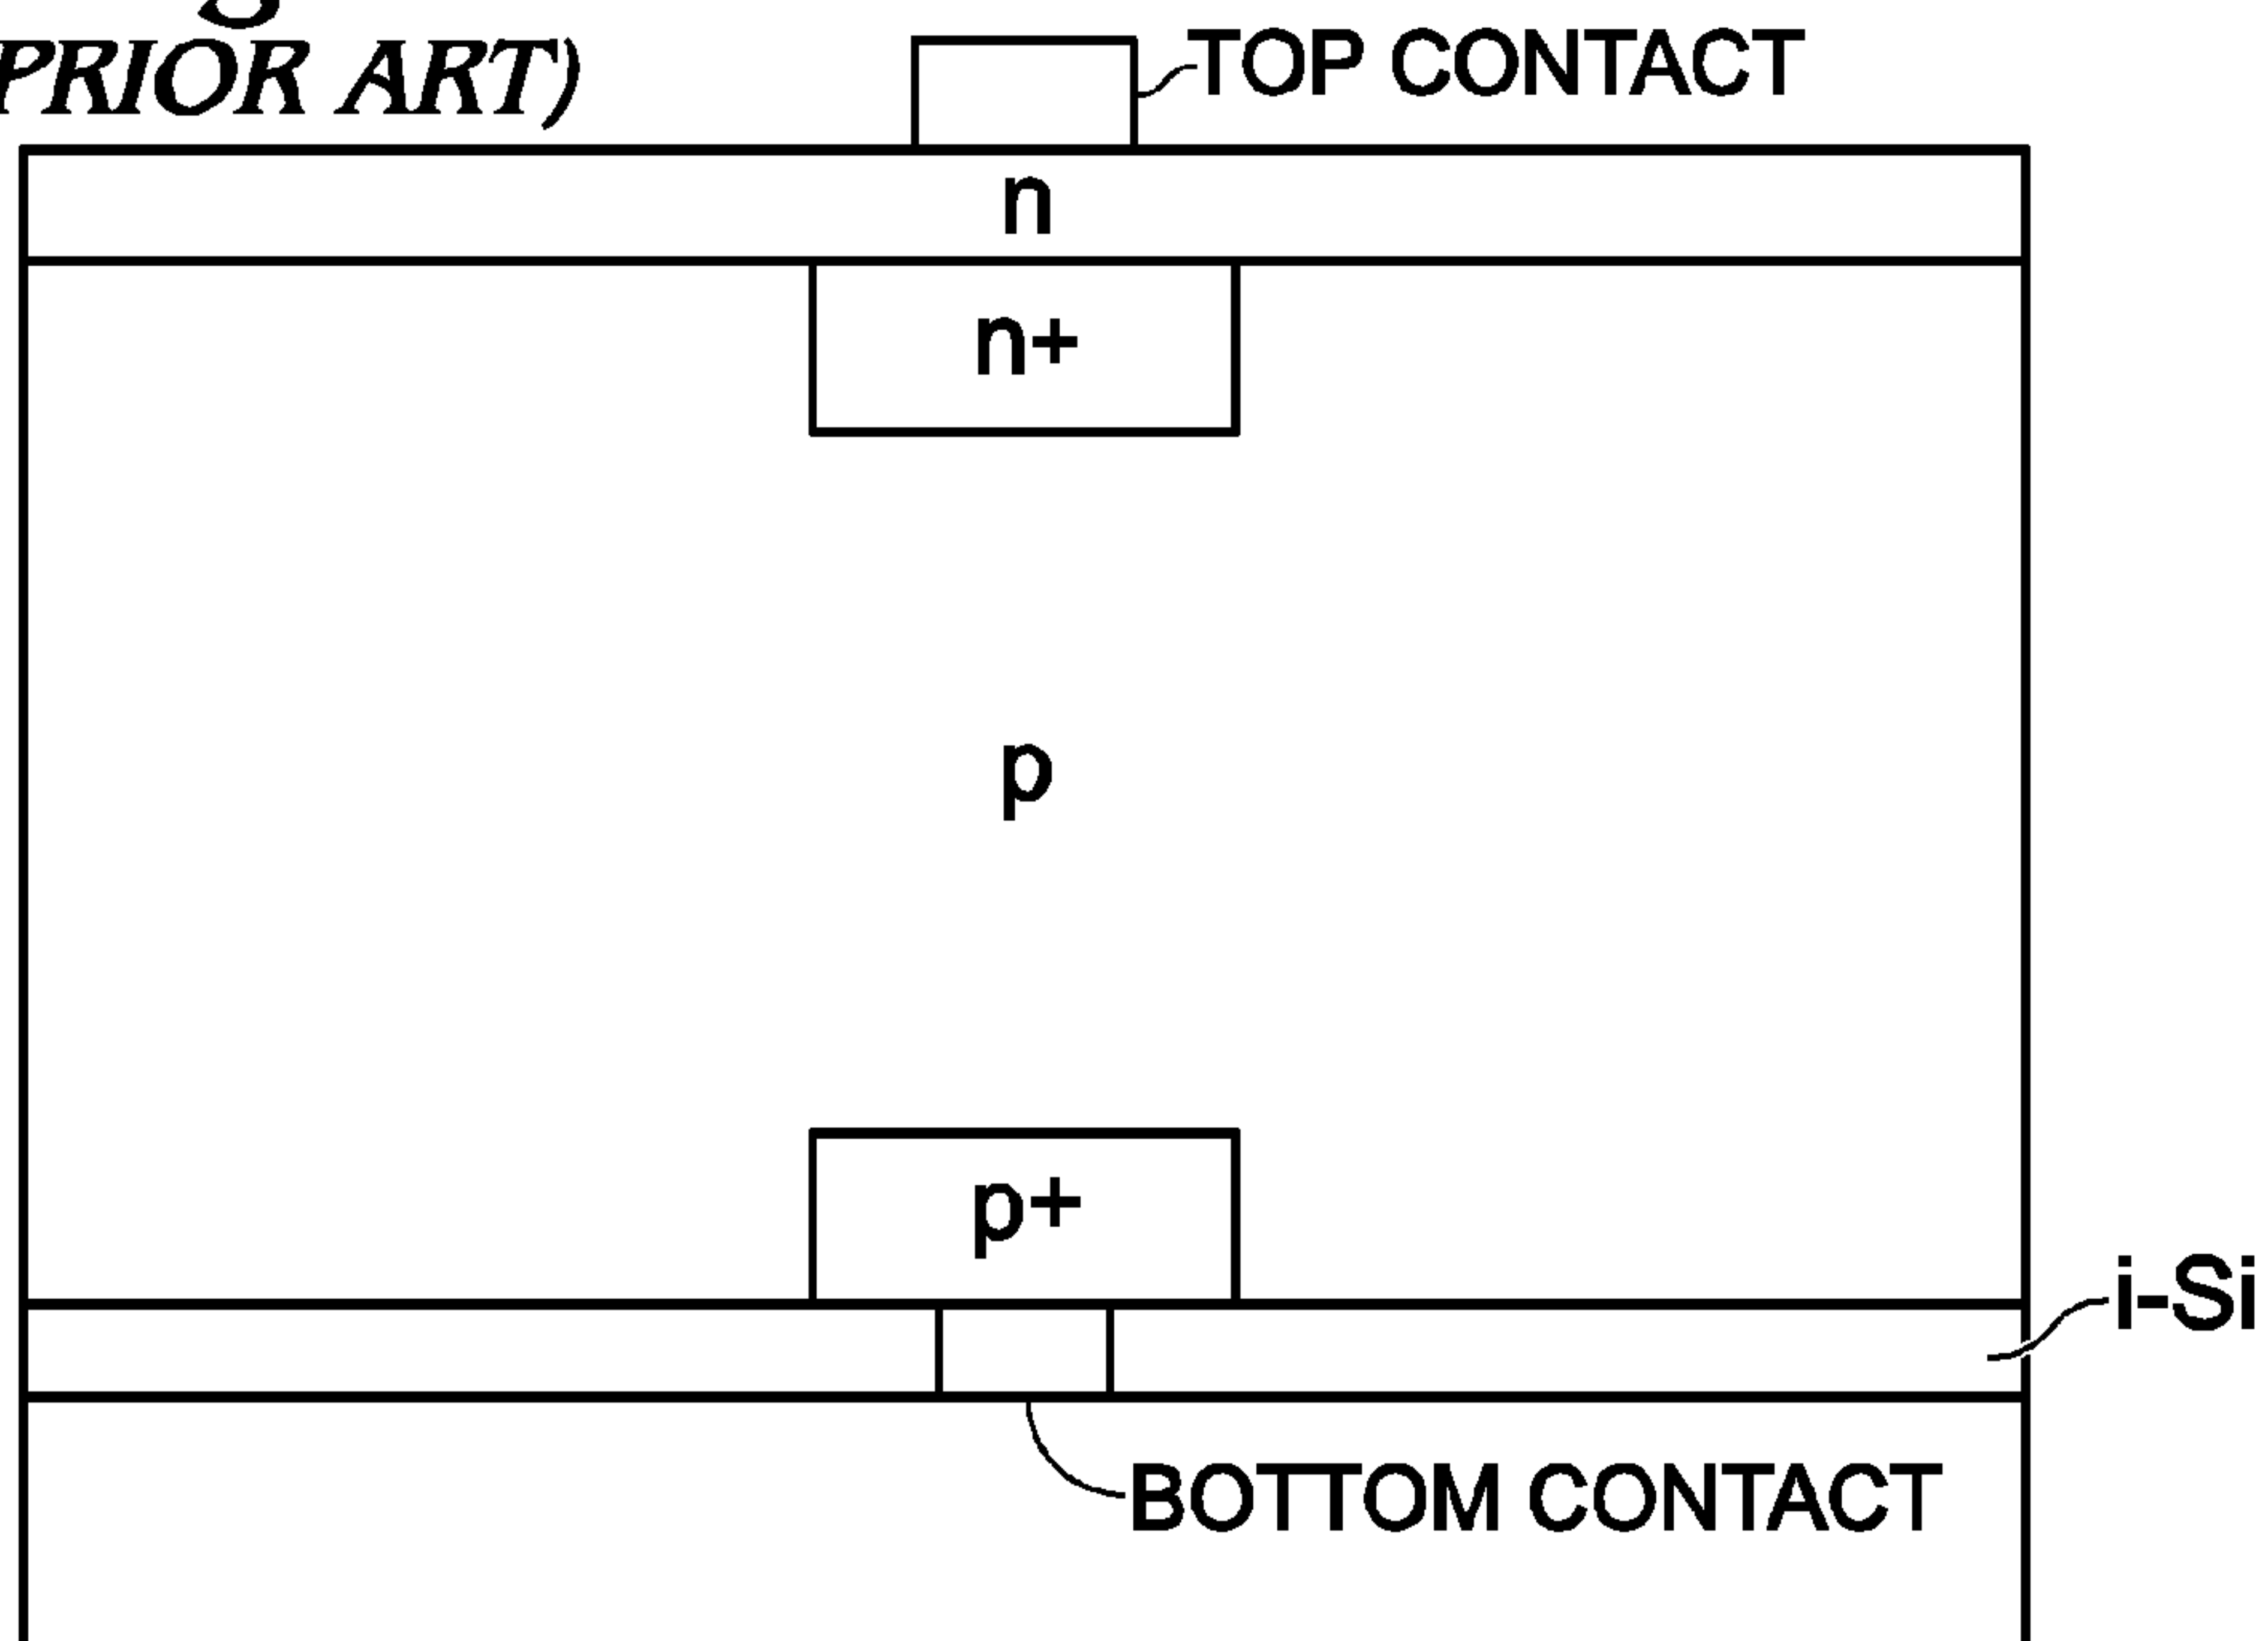 PRIOR ART)
TOP CONTACT
n
n+
p
p+
i-Si
BOTTOM CONTACT